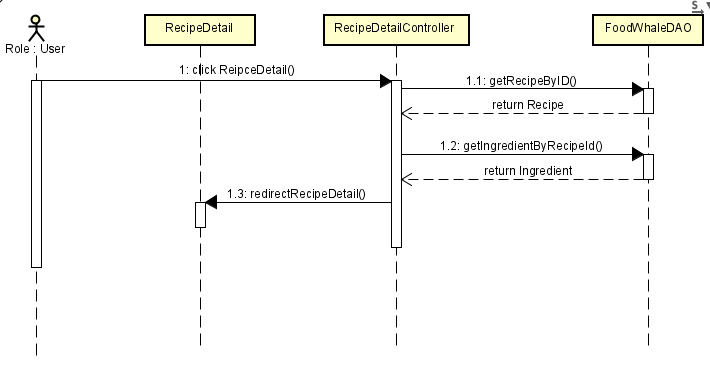 S
Role : User
RecipeDetail
RecipeDetailController
FoodWhaleDAO
1: click ReipceDetail()
1.1: getRecipeByID()
return Recipe
1.2: getIngredientByRecipeId()
return Ingredient
1.3: redirectRecipeDetail()